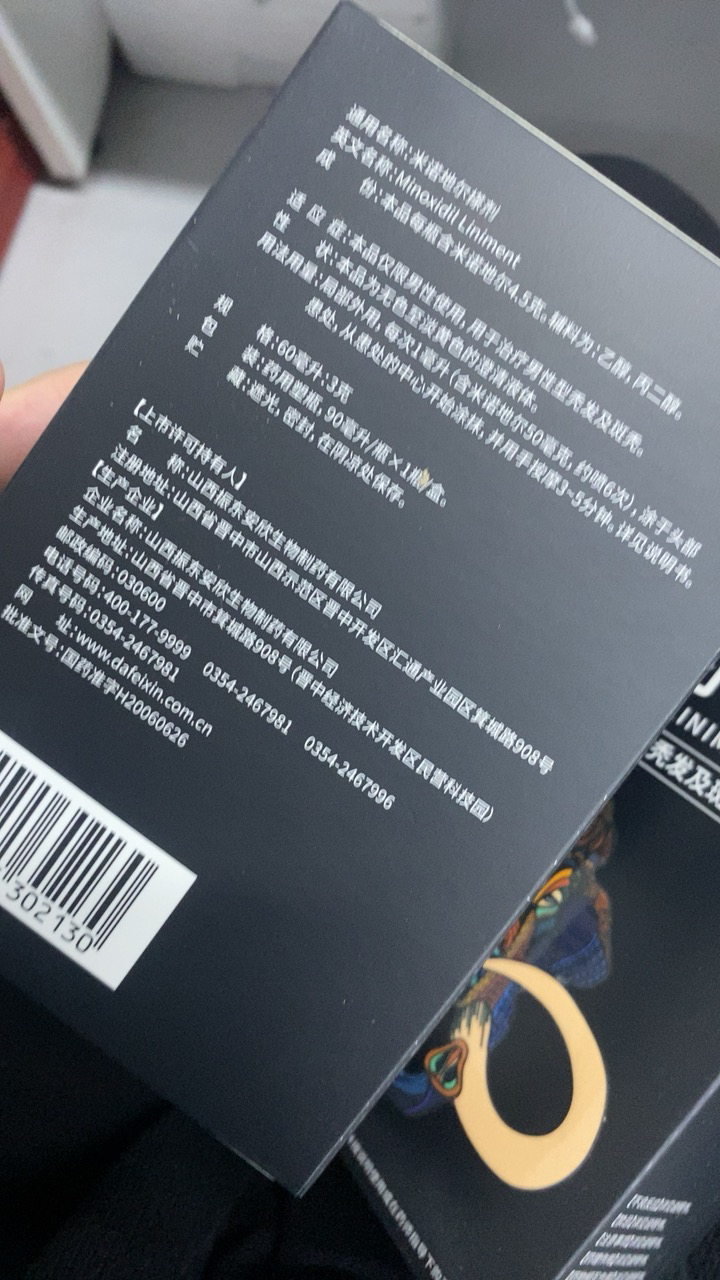 通用名称:米诺地尔搽剂
英文名称:Minoxidil Liniment
成 份:本品每瓶含米诺地尔4.5克。辅料为:乙醇,丙二醇。
适 应 症:本品仅限男性使用,用于治疗男性型秃发及斑秃。
性 状:本品为无色至淡黄色的澄清液体。
用法用量:局部外用,每次1毫升(含米诺地尔50毫克,约喷6次),涂于头部
患处,从患处的中心开始涂抹,并用手按摩3~5分钟。详见说明书。
规 格:60毫升:3克
包 装:药用塑瓶,90毫升/瓶×1瓶/盒。
贮 藏:遮光,密封,在阴凉处保存。
【上市许可持有人】
名 称:山西振东安欣生物制药有限公司
注册地址:山西省晋中市山西示范区晋中开发区汇通产业园区箕城路908号
【生产企业】
企业名称:山西振东安欣生物制药有限公司
生产地址:山西省晋中市箕城路908号(晋中经济技术开发区民营科技园)
邮政编码:030600
电话号码:400-177-9999 0354-2467981 0354-2467996
传真号码:0354-2467981
网 址:www.dafeixin.com.cn
批准文号:国药准字H20060626
302130
ININ
秃发及斑